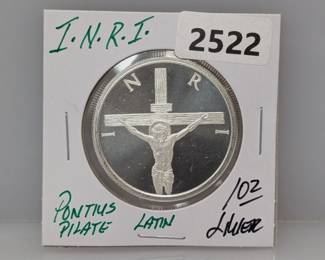 I.N.R.I.
2522
I N R I
PONTIUS
PILATE
LATIN
1OZ
SILVER